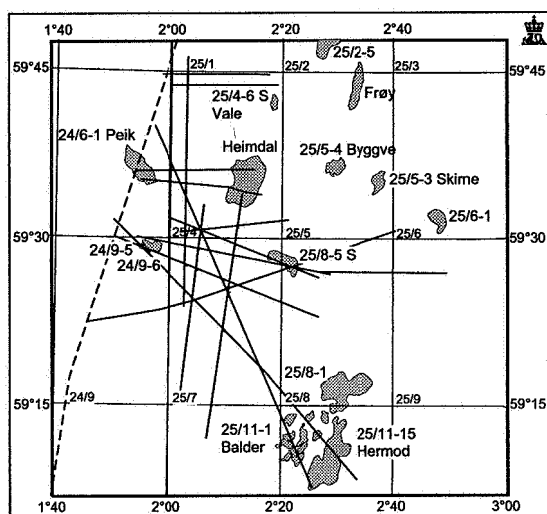 1°40 2°00 2°20 2°40 3°00
59°45 25/1 25/2 25/2-5 25/3 59°45
Frøy
25/4-6 S
Vale
24/6-1 Peik
Heimdal
25/5-4 Byggve
25/5-3 Skime
25/6-1
59°30 25/4 25/5 25/6 59°30
24/9-5
24/9-6
25/8-5 S
25/8-1
59°15 24/9 25/7 25/8 25/9 59°15
25/11-1
Balder
25/11-15
Hermod
1°40 2°00 2°20 2°40 3°00